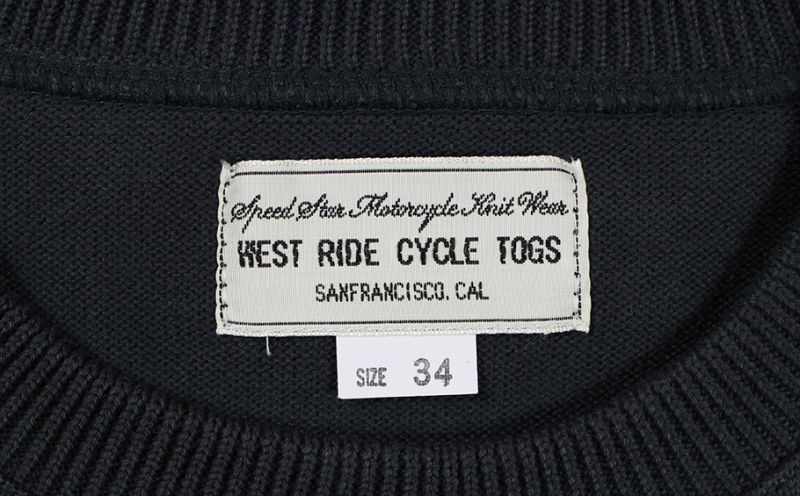 Speed Star Motorcycle Knit Wear
WEST RIDE CYCLE TOGS
SANFRANCISCO. CAL
SIZE 34